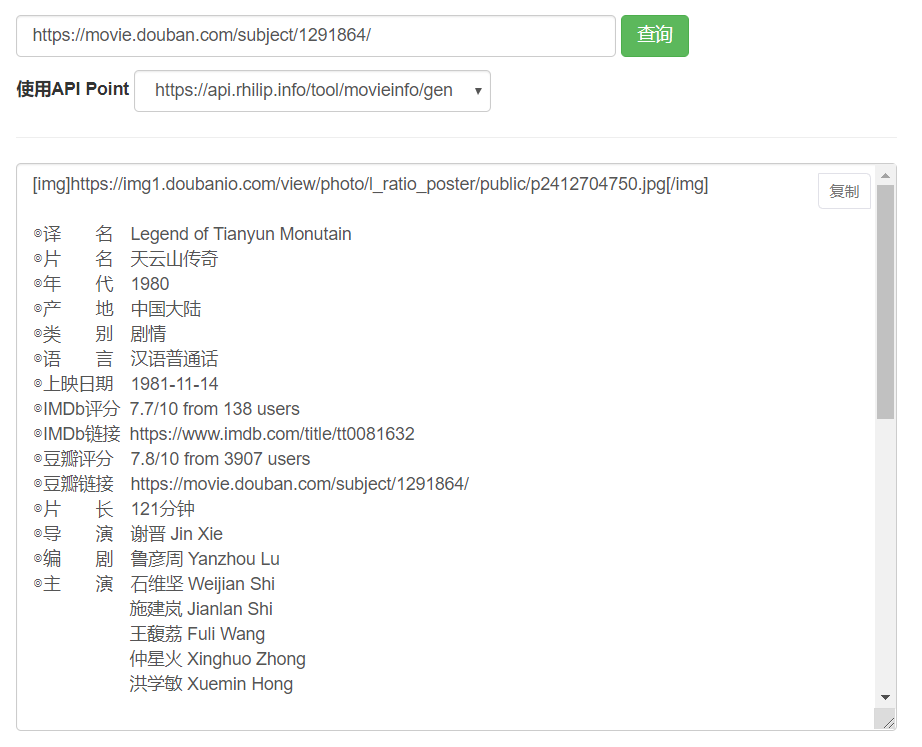 https://movie.douban.com/subject/1291864/ 查询
使用API Point https://api.rhilip.info/tool/movieinfo/gen
[img]https://img1.doubanio.com/view/photo/l_ratio_poster/public/p2412704750.jpg[/img]
复制
◎译　　名　Legend of Tianyun Monutain
◎片　　名　天云山传奇
◎年　　代　1980
◎产　　地　中国大陆
◎类　　别　剧情
◎语　　言　汉语普通话
◎上映日期　1981-11-14
◎IMDb评分  7.7/10 from 138 users
◎IMDb链接  https://www.imdb.com/title/tt0081632
◎豆瓣评分　7.8/10 from 3907 users
◎豆瓣链接　https://movie.douban.com/subject/1291864/
◎片　　长　121分钟
◎导　　演　谢晋 Jin Xie
◎编　　剧　鲁彦周 Yanzhou Lu
◎主　　演　石维坚 Weijian Shi
施建岚 Jianlan Shi
王馥荔 Fuli Wang
仲星火 Xinghuo Zhong
洪学敏 Xuemin Hong